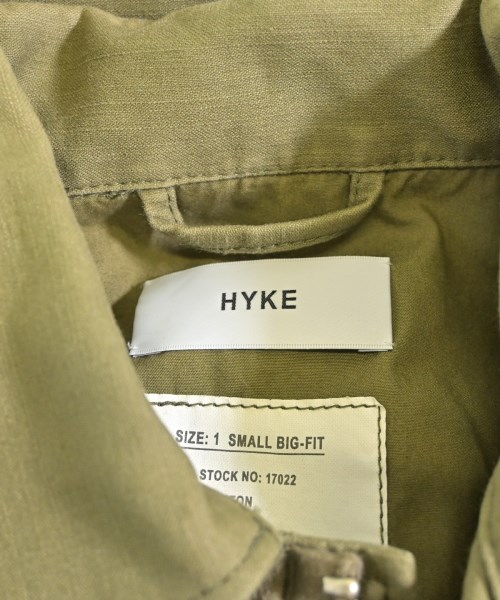 HYKE
SIZE: 1 SMALL BIG-FIT
STOCK NO: 17022